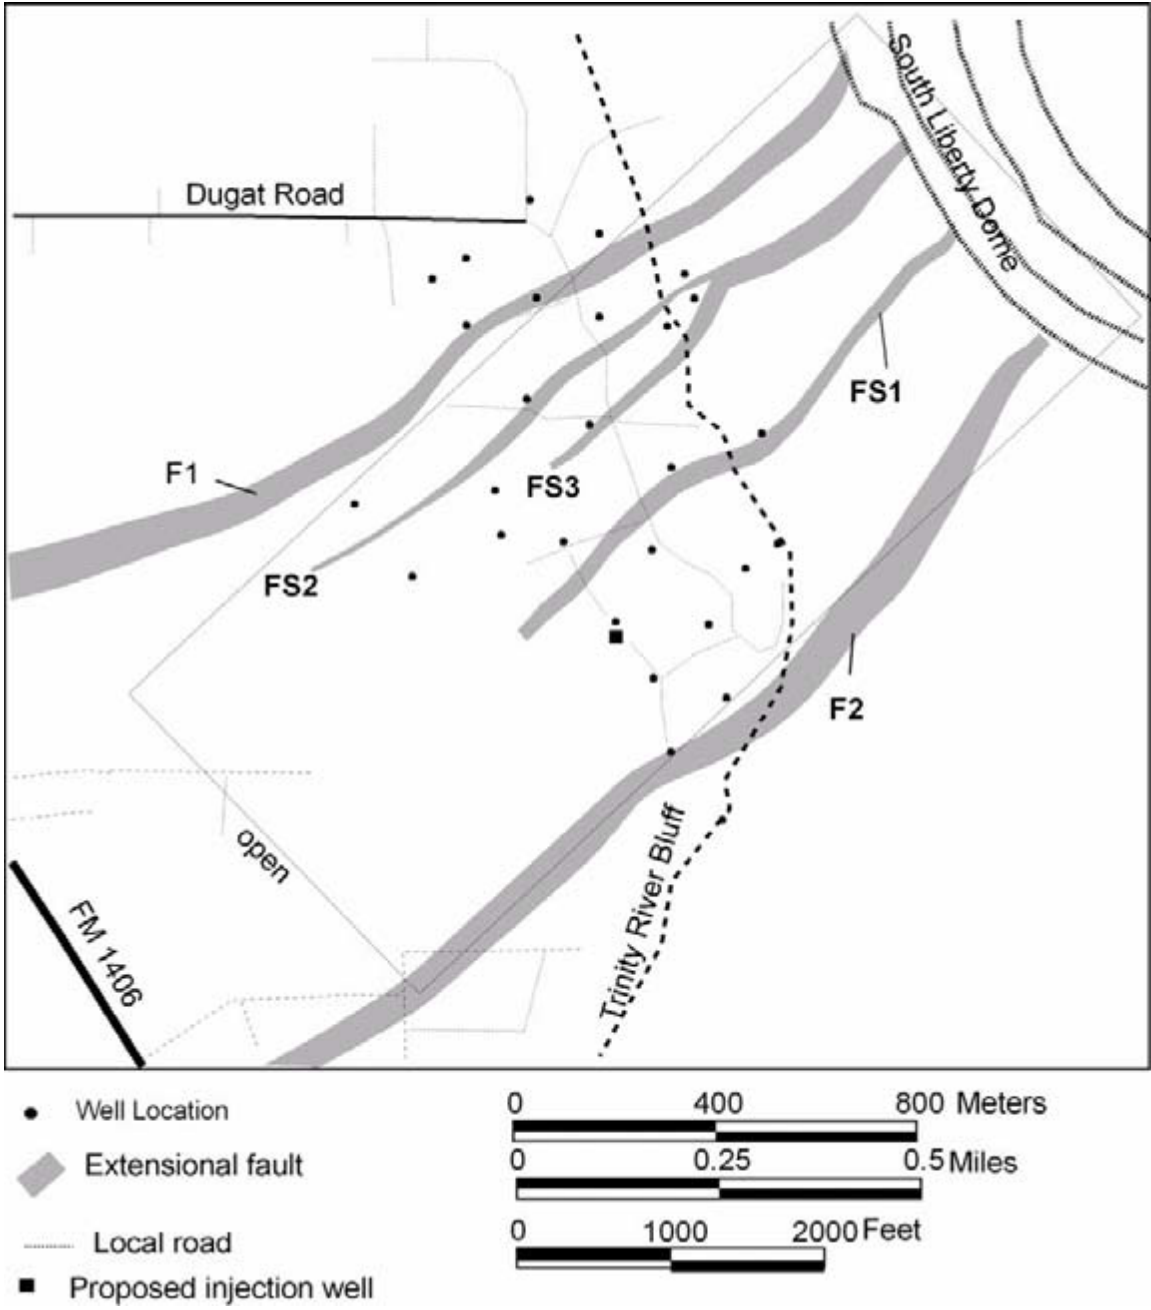 South Liberty Dome
Dugat Road
FS1
F1
FS3
FS2
F2
open
Trinity River Bluff
FM 1406
Well Location
Extensional fault
Local road
Proposed injection well
0 400 800 Meters
0 0.25 0.5 Miles
0 1000 2000 Feet